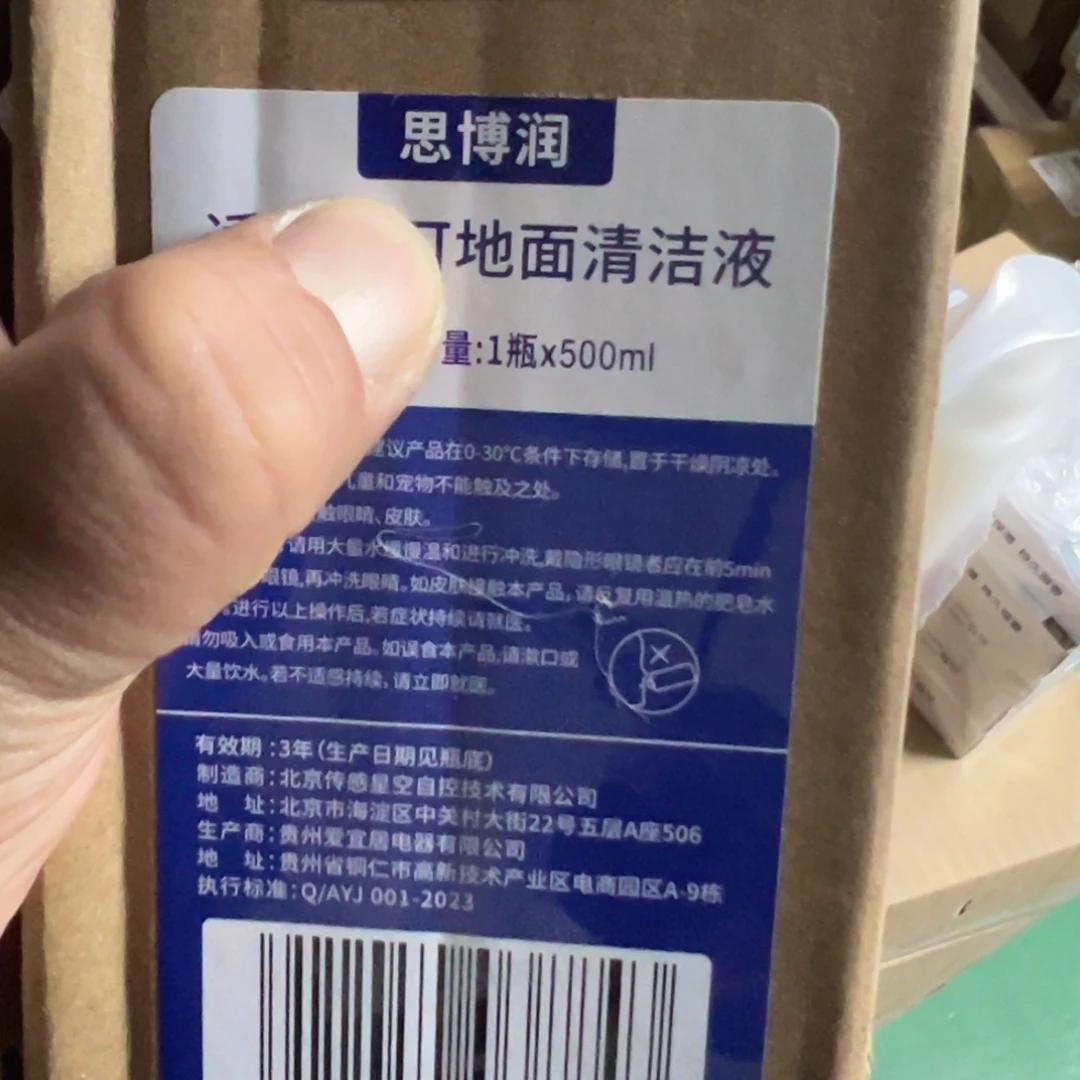 思博润
地面清洁液
量:1瓶x500ml
建议产品在0-30℃条件下存储,置于干燥阴凉处。
儿童和宠物不能触及之处。
触眼睛、皮肤。
请用大量水缓慢温和进行冲洗,戴隐形眼镜者应在前5min
眼镜,再冲洗眼睛。如皮肤接触本产品,请反复用温热的肥皂水
。进行以上操作后,若症状持续请就医。
请勿吸入或食用本产品。如误食本产品,请漱口或
大量饮水。若不适感持续,请立即就医。
有效期:3年(生产日期见瓶底)
制造商:北京传感星空自控技术有限公司
地 址:北京市海淀区中关村大街22号五层A座506
生产商:贵州爱宜居电器有限公司
地 址:贵州省铜仁市高新技术产业区电商园区A-9栋
执行标准:Q/AYJ 001-2023